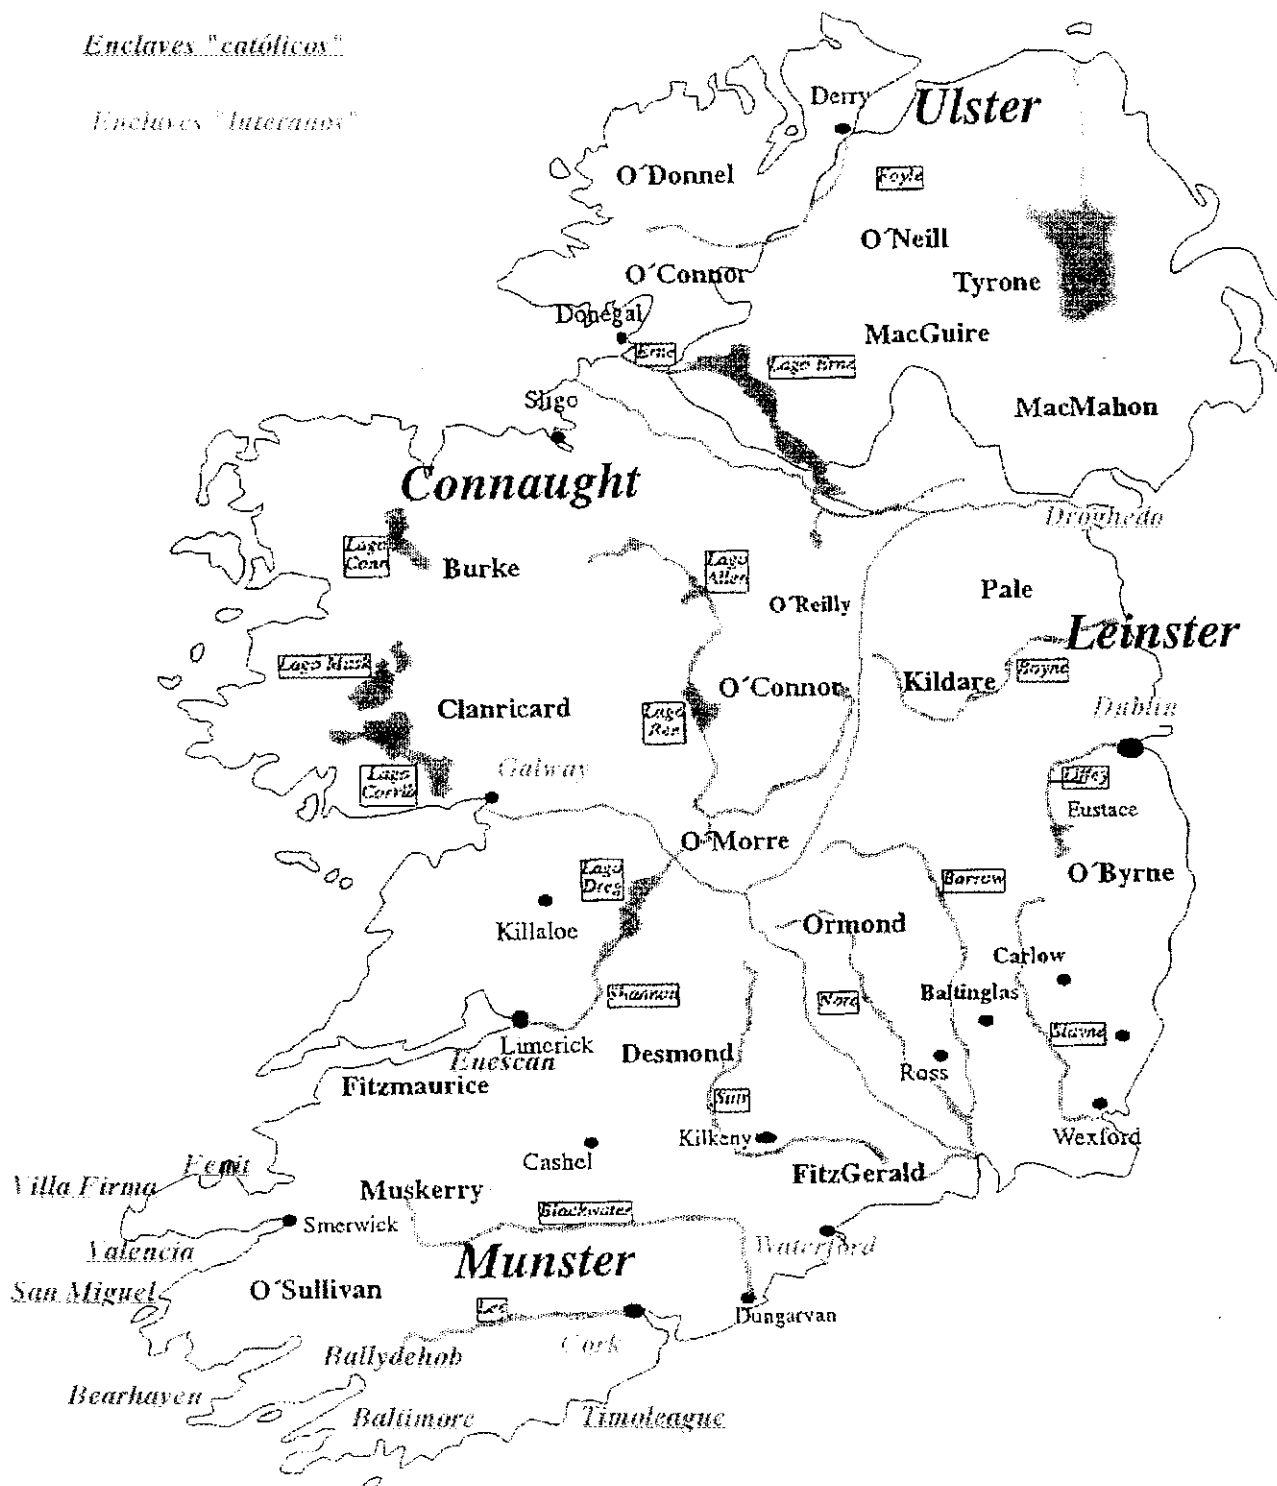 Enclaves "católicos"
Enclaves "luteranos"
Derry
Ulster
O´Donnel
Foyle
O´Neill
O´Connor
Tyrone
Donegal
MacGuire
Erne
Lago Erne
Sligo
MacMahon
Connaught
Droghedo
Lago
Conn
Burke
Lago
Allen
O´Reilly
Pale
Leinster
Lago Mask
Boyne
O´Connor
Kildare
Clanricard
Lago
Ree
Dublin
Galway
Lago
Corrib
Liffey
Eustace
O´Morre
Lago
Dreg
Barrow
O´Byrne
Killaloe
Ormond
Carlow
Shannon
Nore
Baltinglas
Limerick
Desmond
Slayne
Euescan
Fitzmaurice
Ross
Suir
Kilkeny
Wexford
Cashel
Fenit
Villa Firma
Muskerry
FitzGerald
Blackwater
Smerwick
Valencia
Waterford
Munster
San Miguel
O´Sullivan
Lee
Dungarvan
Cork
Ballydehob
Bearhaven
Baltimore
Timoleague